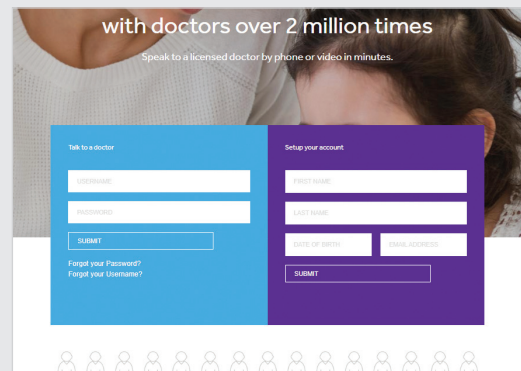 with doctors over 2 million times
Speak to a licensed doctor by phone or video in minutes.
Talk to a doctor
USERNAME
PASSWORD
SUBMIT
Forgot your Password?
Forgot your Username?
Setup your account
FIRST NAME
LAST NAME
DATE OF BIRTH
EMAIL ADDRESS
SUBMIT